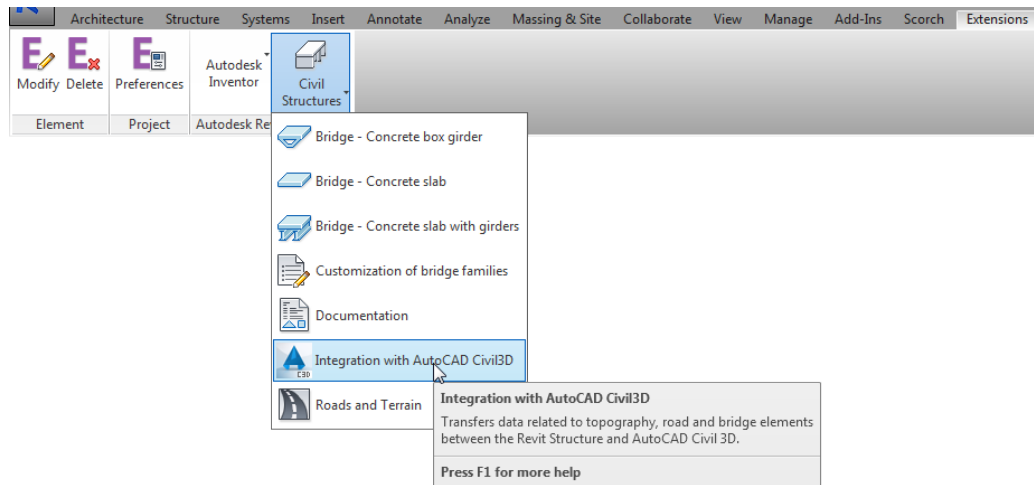 Architecture Structure Systems Insert Annotate Analyze Massing & Site Collaborate View Manage Add-Ins Scorch Extensions
Modify Delete Preferences Autodesk Inventor Civil Structures
Element Project Autodesk Re
Bridge - Concrete box girder
Bridge - Concrete slab
Bridge - Concrete slab with girders
Customization of bridge families
Documentation
C3D
Integration with AutoCAD Civil3D
Roads and Terrain
Integration with AutoCAD Civil3D
Transfers data related to topography, road and bridge elements
between the Revit Structure and AutoCAD Civil 3D.
Press F1 for more help